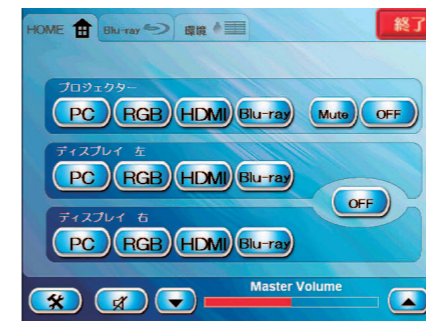 HOME Blu-ray 環境 終了
プロジェクター
PC RGB HDMI Blu-ray Mute OFF
ディスプレイ 左
PC RGB HDMI Blu-ray
OFF
ディスプレイ 右
PC RGB HDMI Blu-ray
Master Volume